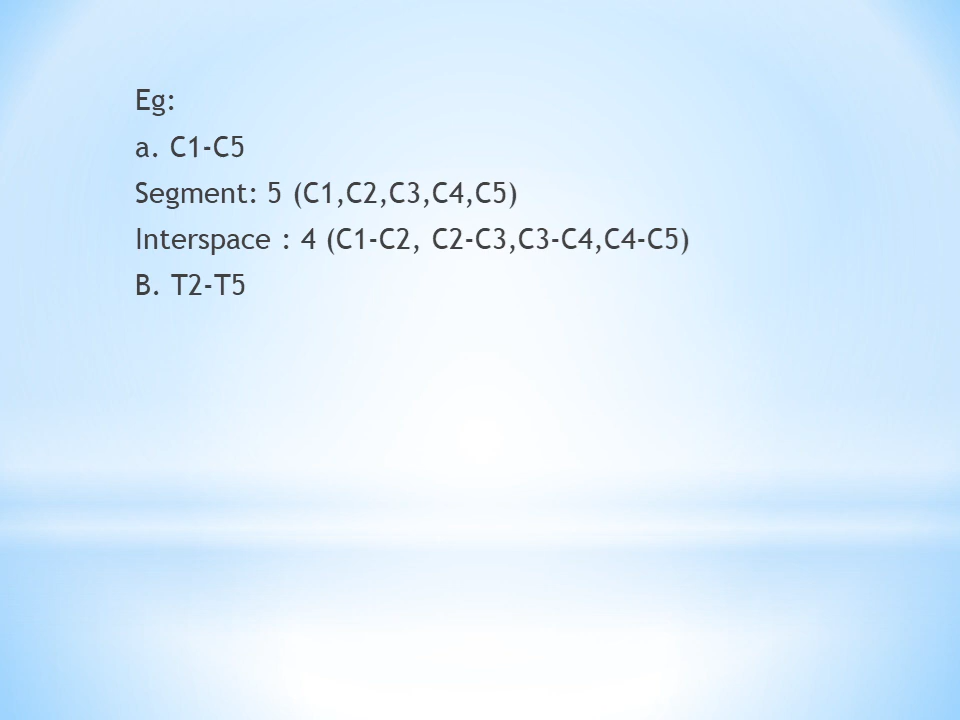 Eg:
a. C1-C5
Segment: 5 (C1,C2,C3,C4,C5)
Interspace : 4 (C1-C2, C2-C3,C3-C4,C4-C5)
B. T2-T5